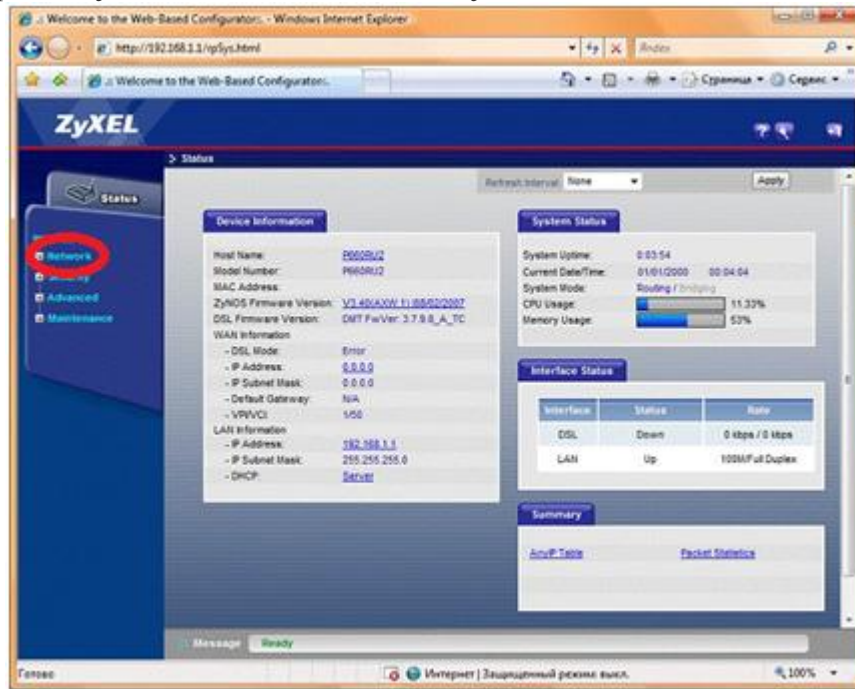 .: Welcome to the Web-Based Configurator:. - Windows Internet Explorer
http://192.168.1.1/rpSys.html
Яndex
.: Welcome to the Web-Based Configurator:.
Страница
Сервис
ZyXEL
> Status
Status
Refresh Interval: None
Apply
Network
Security
Advanced
Maintenance
Device Information
Host Name: P660RU2
Model Number: P660RU2
MAC Address:
ZyNOS Firmware Version: V3.40(AXW.1) | 88/02/2007
DSL Firmware Version: DMT FwVer: 3.7.9.8_A_TC
WAN Information
- DSL Mode: Error
- IP Address: 0.0.0.0
- IP Subnet Mask: 0.0.0.0
- Default Gateway: N/A
- VPI/VCI: 1/50
LAN Information
- IP Address: 192.168.1.1
- IP Subnet Mask: 255.255.255.0
- DHCP: Server
System Status
System Uptime: 0:03:54
Current Date/Time: 01/01/2000 00:04:04
System Mode: Routing / Bridging
CPU Usage: 11.33%
Memory Usage: 53%
Interface Status
Interface Status Rate
DSL Down 0 kbps / 0 kbps
LAN Up 100M/Full Duplex
Summary
AnyIP Table Packet Statistics
Message Ready
Готово
Интернет | Защищенный режим: выкл.
100%